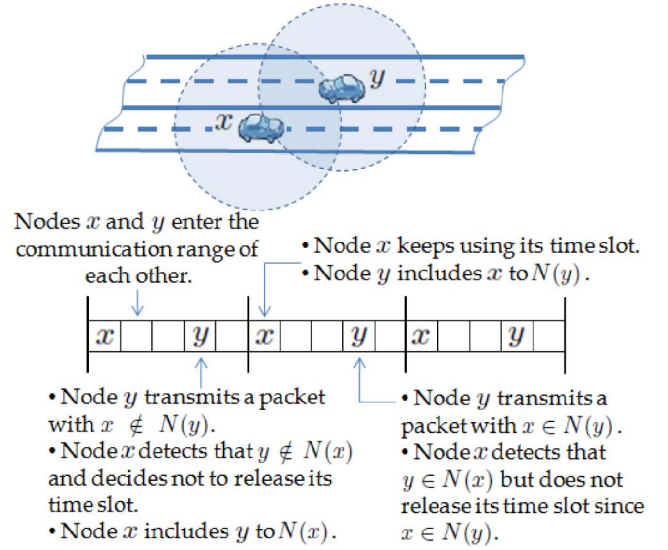 y
x
Nodes x and y enter the
communication range of
each other.
• Node x keeps using its time slot.
• Node y includes x to N(y).
x y x y x y
• Node y transmits a packet
with x ∉ N(y).
• Node x detects that y ∉ N(x)
and decides not to release its
time slot.
• Node x includes y to N(x).
• Node y transmits a
packet with x ∈ N(y).
• Node x detects that
y ∈ N(x) but does not
release its time slot since
x ∈ N(y).